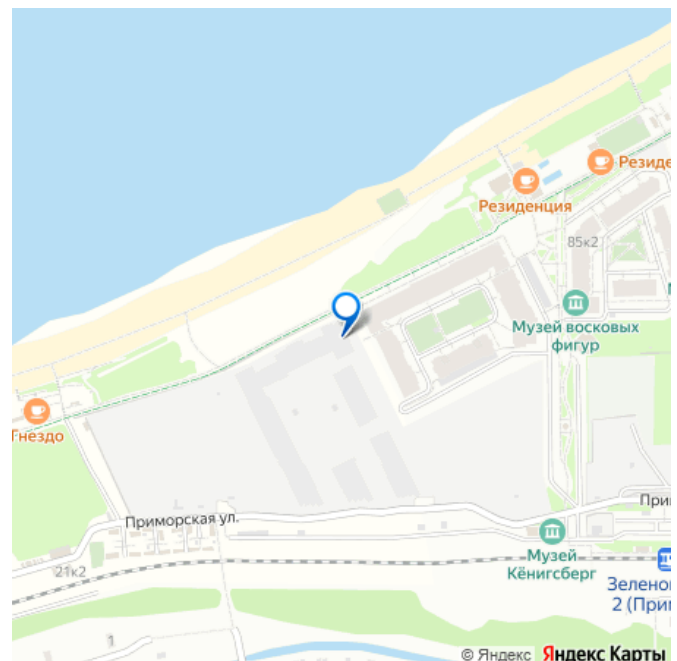 Резиде
Резиденция
85к2
Музей восковых
фигур
Гнездо
Приморская ул.
При
Музей
Кёнигсберг
21к2
Зелено
2 (При
1
© Яндекс Яндекс Карты